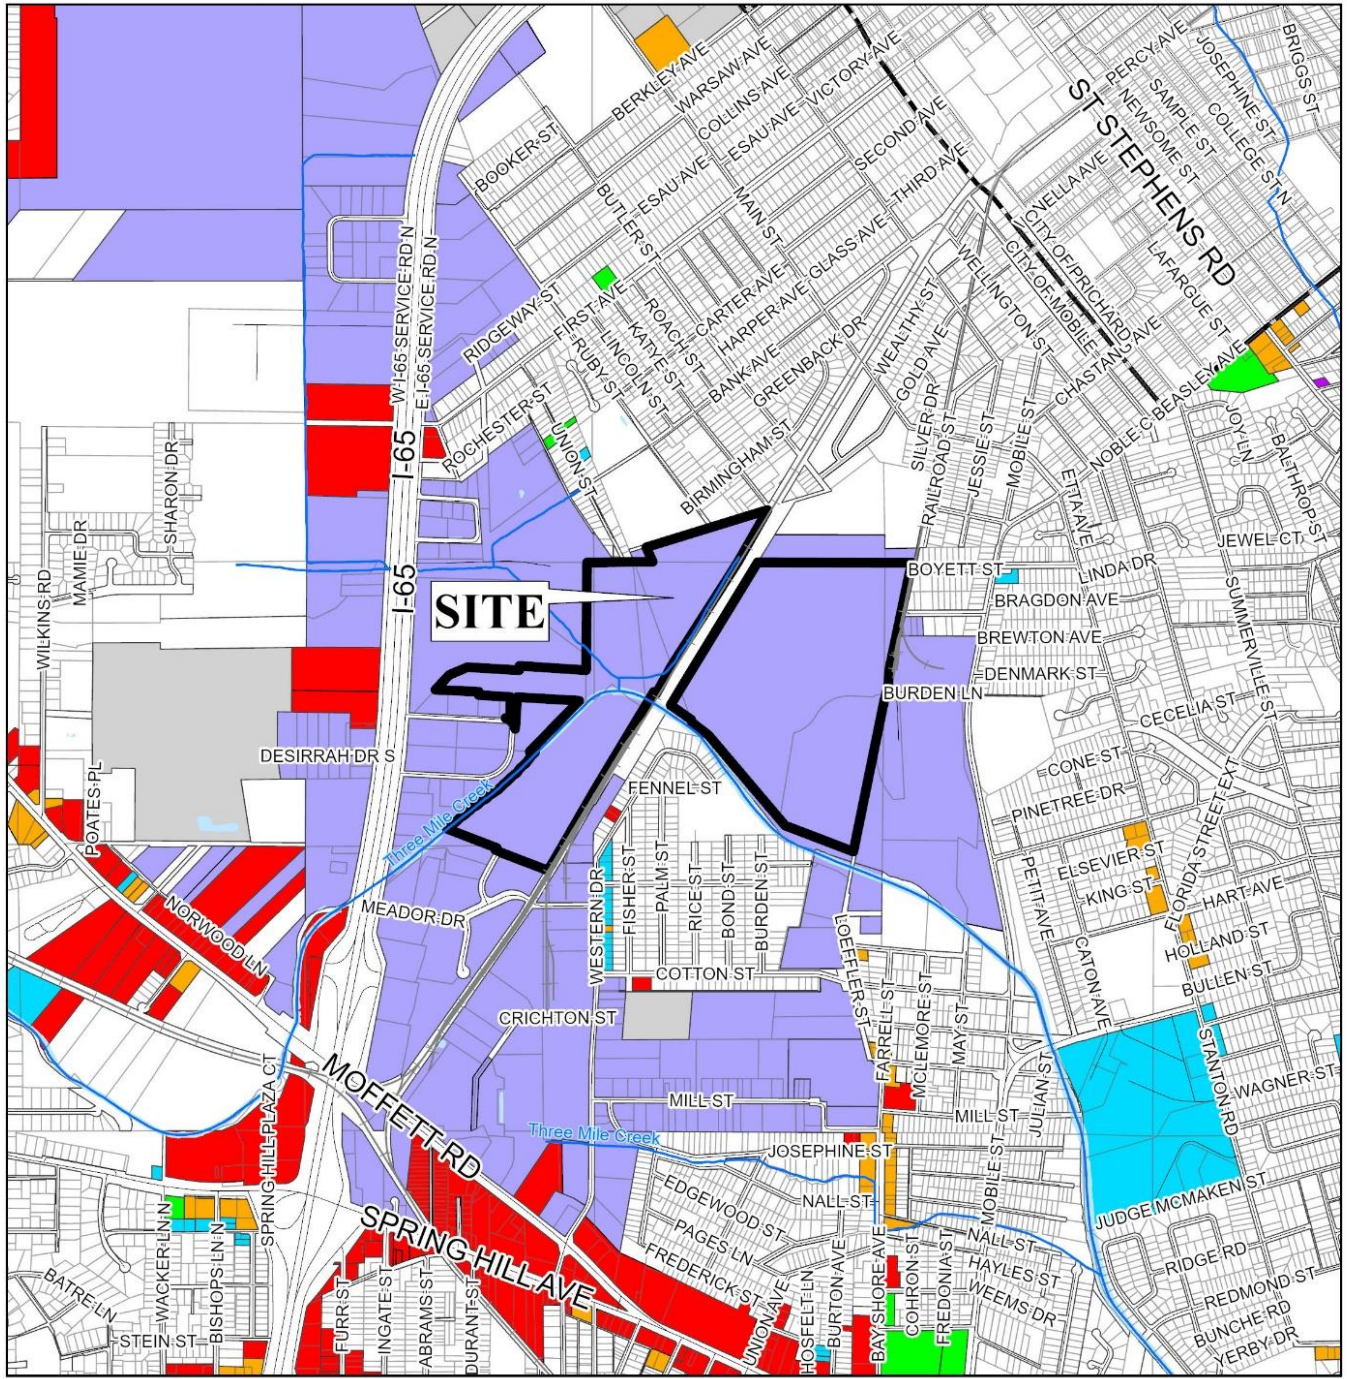 BRIGGS ST
JOSEPHINE ST
PERCY AVE
SAMPLE ST
COLLEGE ST N
NEWSOME ST
ST STEPHENS RD
BERKLEY AVE
WARSAW AVE
COLLINS AVE
ESAU AVE
VICTORY AVE
SECOND AVE
THIRD AVE
BOOKER ST
BUTLER ST
ESAU AVE
MAIN ST
GLASS AVE
LAFARGUE ST
CITY OF PRICHARD
CITY OF MOBILE
WELLINGTON ST
W I-65 SERVICE RD N
E I-65 SERVICE RD N
RIDGEWAY ST
FIRST AVE
RUBY ST
LINCOLN ST
KATYE ST
ROACH ST
CARTER AVE
HARPER AVE
BANK AVE
GREENBACK DR
WEALTHY ST
GOLD AVE
CHASTANG AVE
NOBLE C BEASLEY AVE
ROCHESTER ST
UNION ST
BIRMINGHAM ST
SILVER DR
RAILROAD ST
JESSIE ST
MOBILE ST
ETTA AVE
JOY LN
BALTHROP ST
I-65
SHARON DR
MAMIE DR
WILKINS RD
I-65
SITE
BOYETT ST
LINDA DR
JEWEL CT
BRAGDON AVE
BREWTON AVE
DENMARK ST
BURDEN LN
SUMMERVILLE ST
CECELIA ST
DESIRRAH DR S
FENNEL ST
CONE ST
PINETREE DR
Three Mile Creek
POATES PL
ELSEVIER ST
KING ST
FLORIDA STREET EXT
HART AVE
HOLLAND ST
BULLEN ST
NORWOOD LN
MEADOR DR
WESTERN DR
FISHER ST
PALM ST
RICE ST
BOND ST
BURDEN ST
PETIT AVE
CATON AVE
COTTON ST
LOEFFLER ST
FARRELL ST
MCLEMORE ST
MAY ST
CRICHTON ST
MOFFETT RD
SPRING HILL PLAZA CT
MILL ST
MILL ST
JULIAN ST
STANTON RD
WAGNER ST
Three Mile Creek
JOSEPHINE ST
EDGEWOOD ST
NALL ST
MOBILE ST
JUDGE MCMAKEN ST
PAGES LN
FREDERICK ST
NALL ST
HAYLES ST
WEEMS DR
RIDGE RD
REDMOND ST
BUNCHE RD
YERBY DR
SPRING HILL AVE
WACKER LN N
BISHOPS LN N
BATRE LN
STEIN ST
FURR ST
INGATE ST
ABRAMS ST
DURANT ST
UNION AVE
HOSFELT LN
BURTON AVE
BAY SHORE AVE
COHRON ST
FREDONIA ST